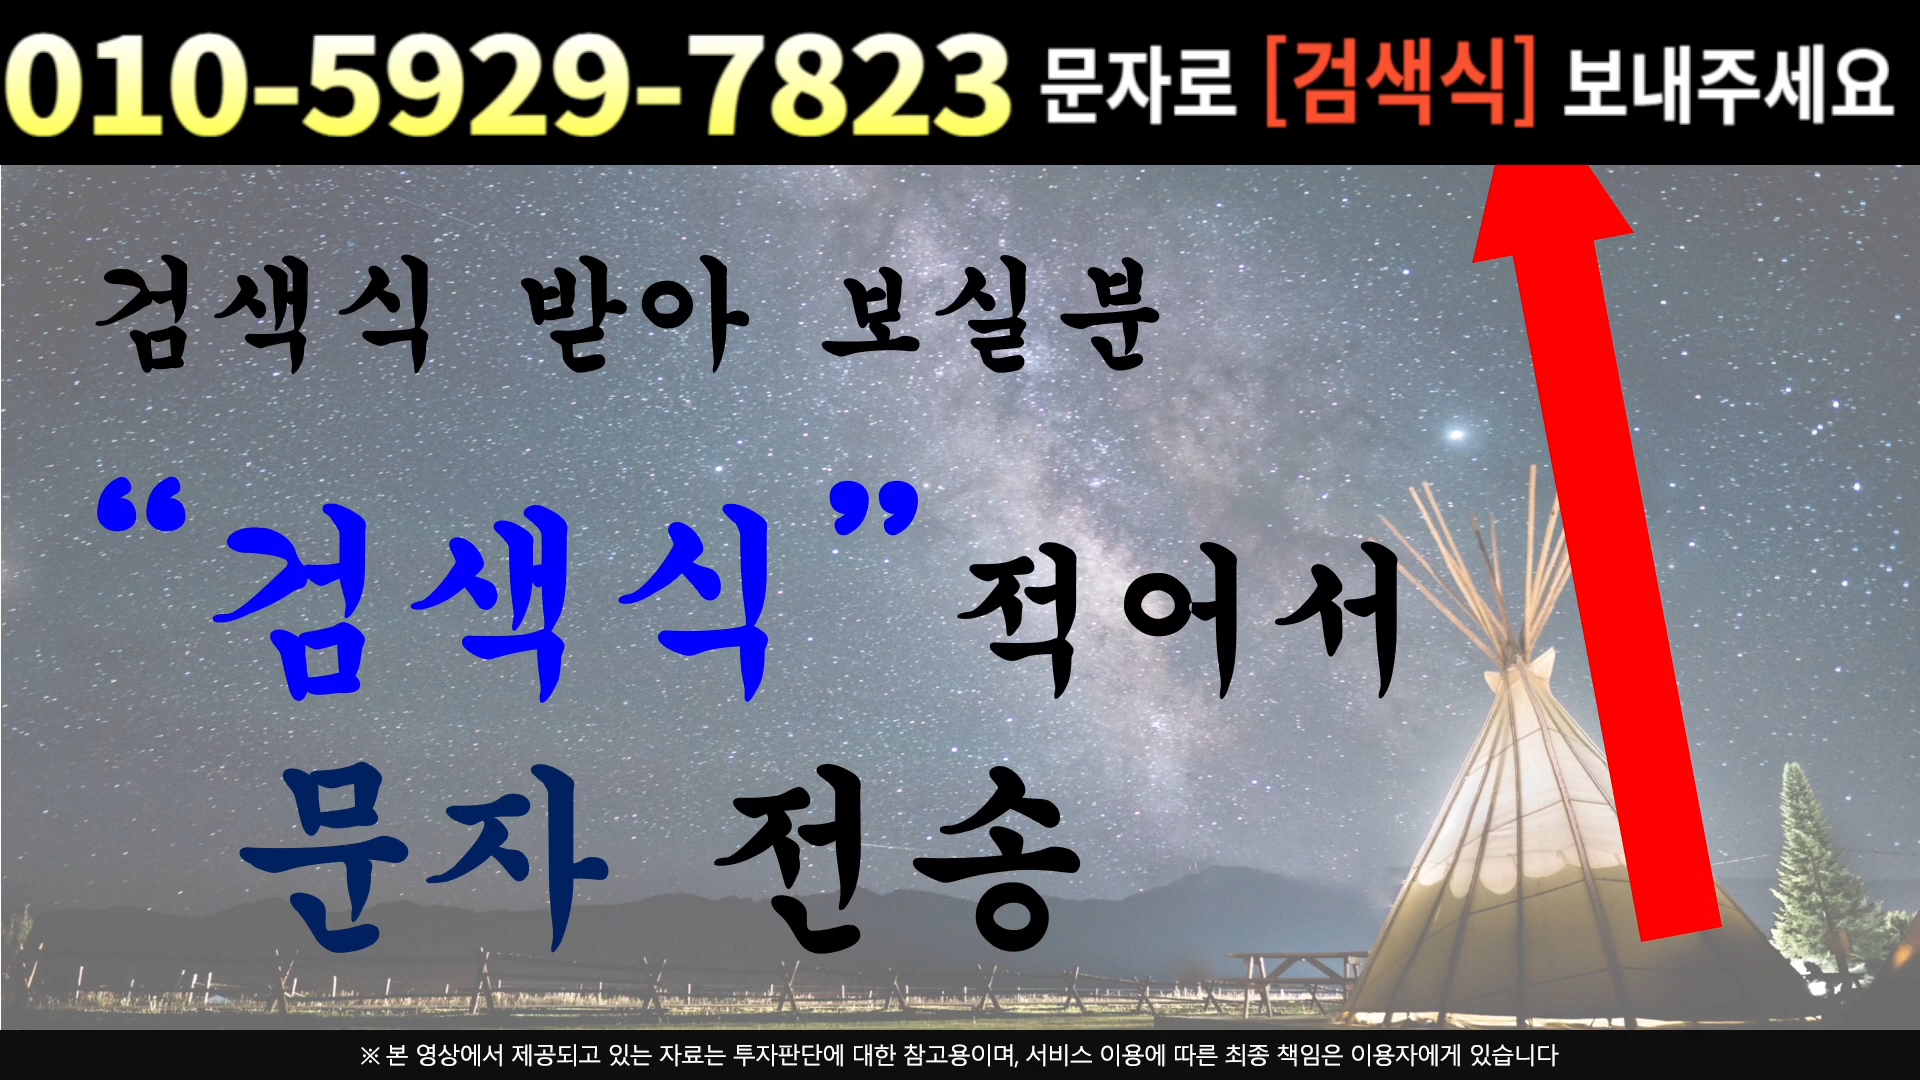 010-5929-7823 문자로 [검색식] 보내주세요
검색식 받아 보실분
“검색식” 적어서
문자 전송
※ 본 영상에서 제공되고 있는 자료는 투자판단에 대한 참고용이며, 서비스 이용에 따른 최종 책임은 이용자에게 있습니다